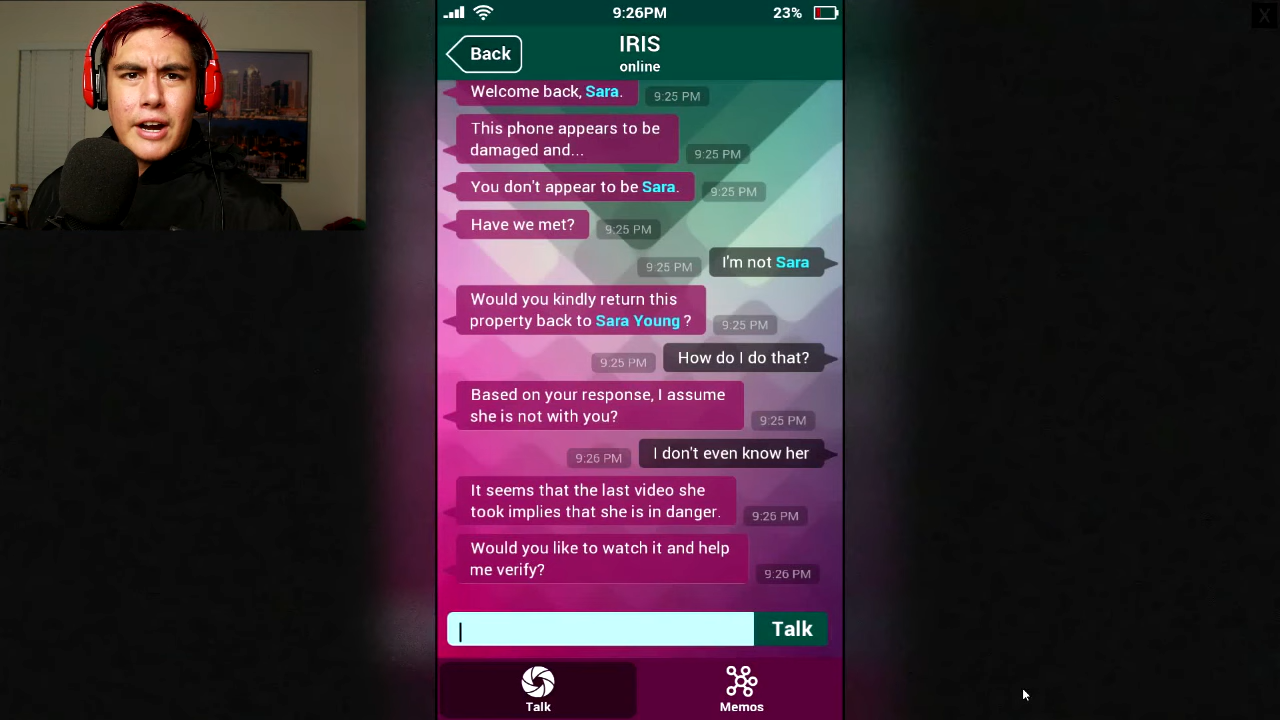 9:26PM
23%
X
Back
IRIS
online
Welcome back, Sara.
9:25 PM
This phone appears to be
damaged and...
9:25 PM
You don't appear to be Sara.
9:25 PM
Have we met?
9:25 PM
I'm not Sara
9:25 PM
Would you kindly return this
property back to Sara Young ?
9:25 PM
How do I do that?
9:25 PM
Based on your response, I assume
she is not with you?
9:25 PM
I don't even know her
9:26 PM
It seems that the last video she
took implies that she is in danger.
9:26 PM
Would you like to watch it and help
me verify?
9:26 PM
Talk
Talk
Memos